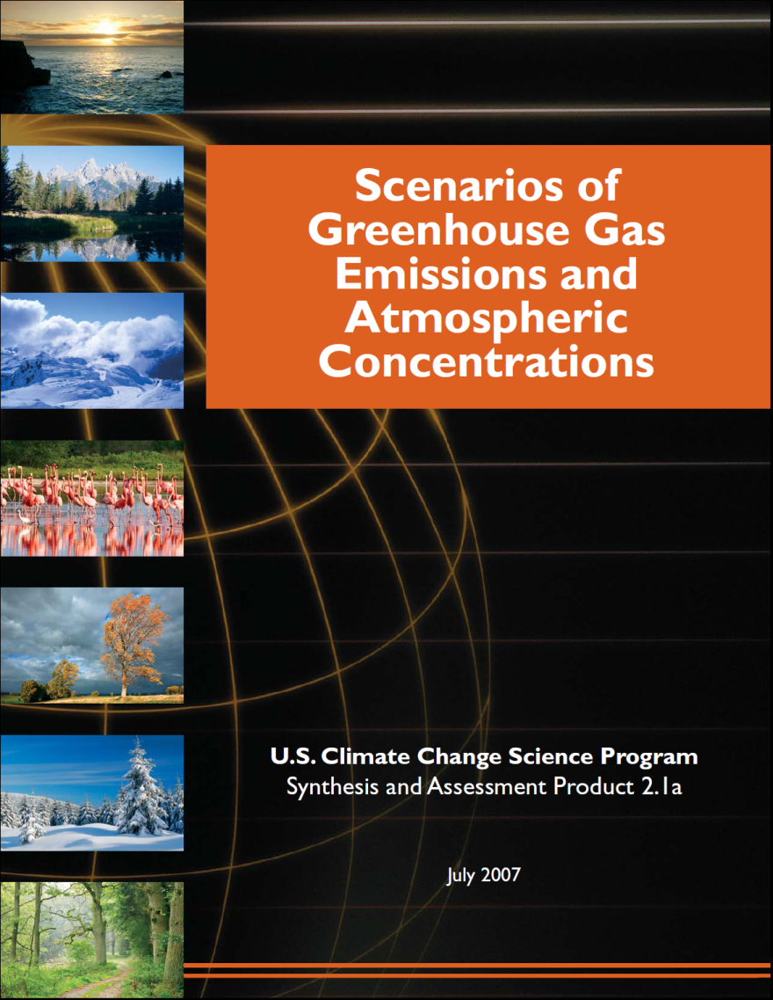 Scenarios of
Greenhouse Gas
Emissions and
Atmospheric
Concentrations
U.S. Climate Change Science Program
Synthesis and Assessment Product 2.1a
July 2007